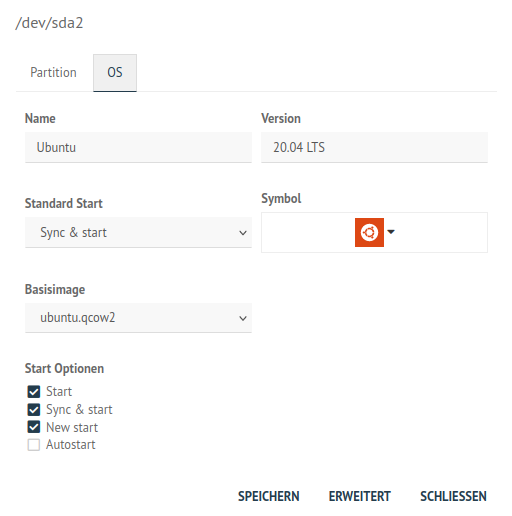 /dev/sda2
Partition OS
Name Version
Ubuntu 20.04 LTS
Standard Start Symbol
Sync & start
Basisimage
ubuntu.qcow2
Start Optionen
Start
Sync & start
New start
Autostart
SPEICHERN ERWEITERT SCHLIESSEN